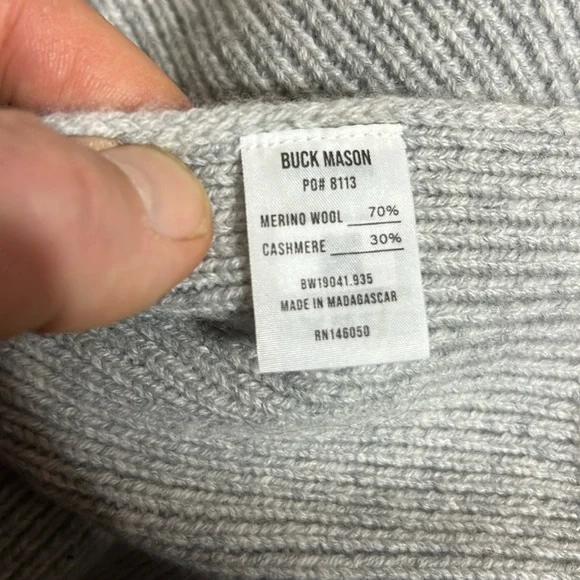 BUCK MASON
PO# 8113
MERINO WOOL 70%
CASHMERE 30%
BW19041.935
MADE IN MADAGASCAR
RN146050